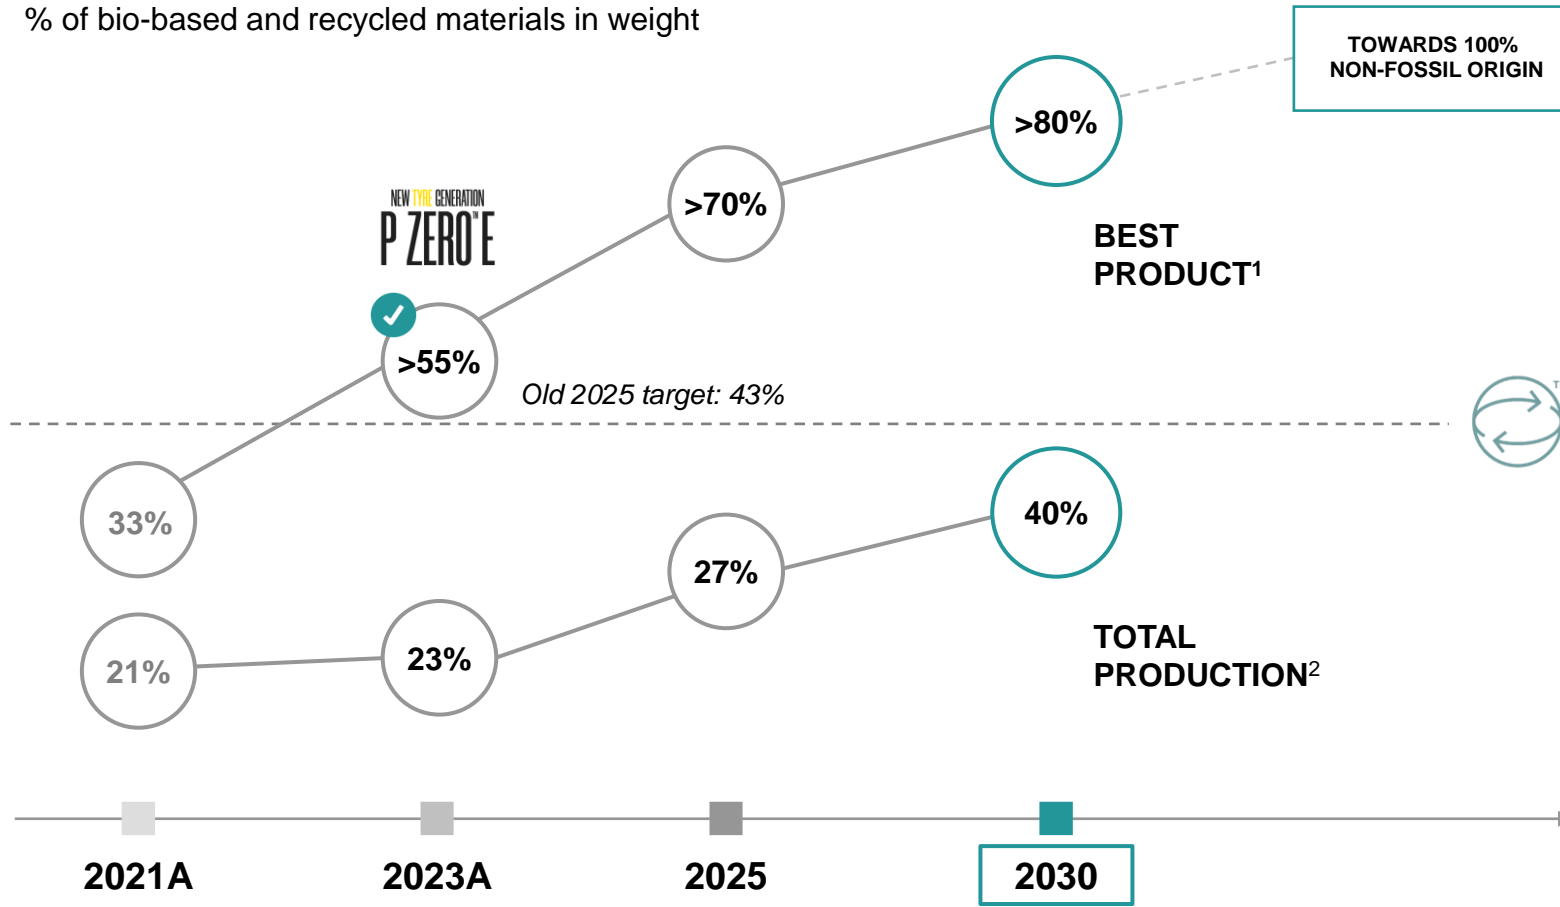 % of bio-based and recycled materials in weight
TOWARDS 100%
NON-FOSSIL ORIGIN
>80%
NEW TYRE GENERATION
P ZERO™ E
>70%
BEST
PRODUCT¹
>55%
Old 2025 target: 43%
33%
40%
27%
21%
23%
TOTAL
PRODUCTION²
2021A
2023A
2025
2030